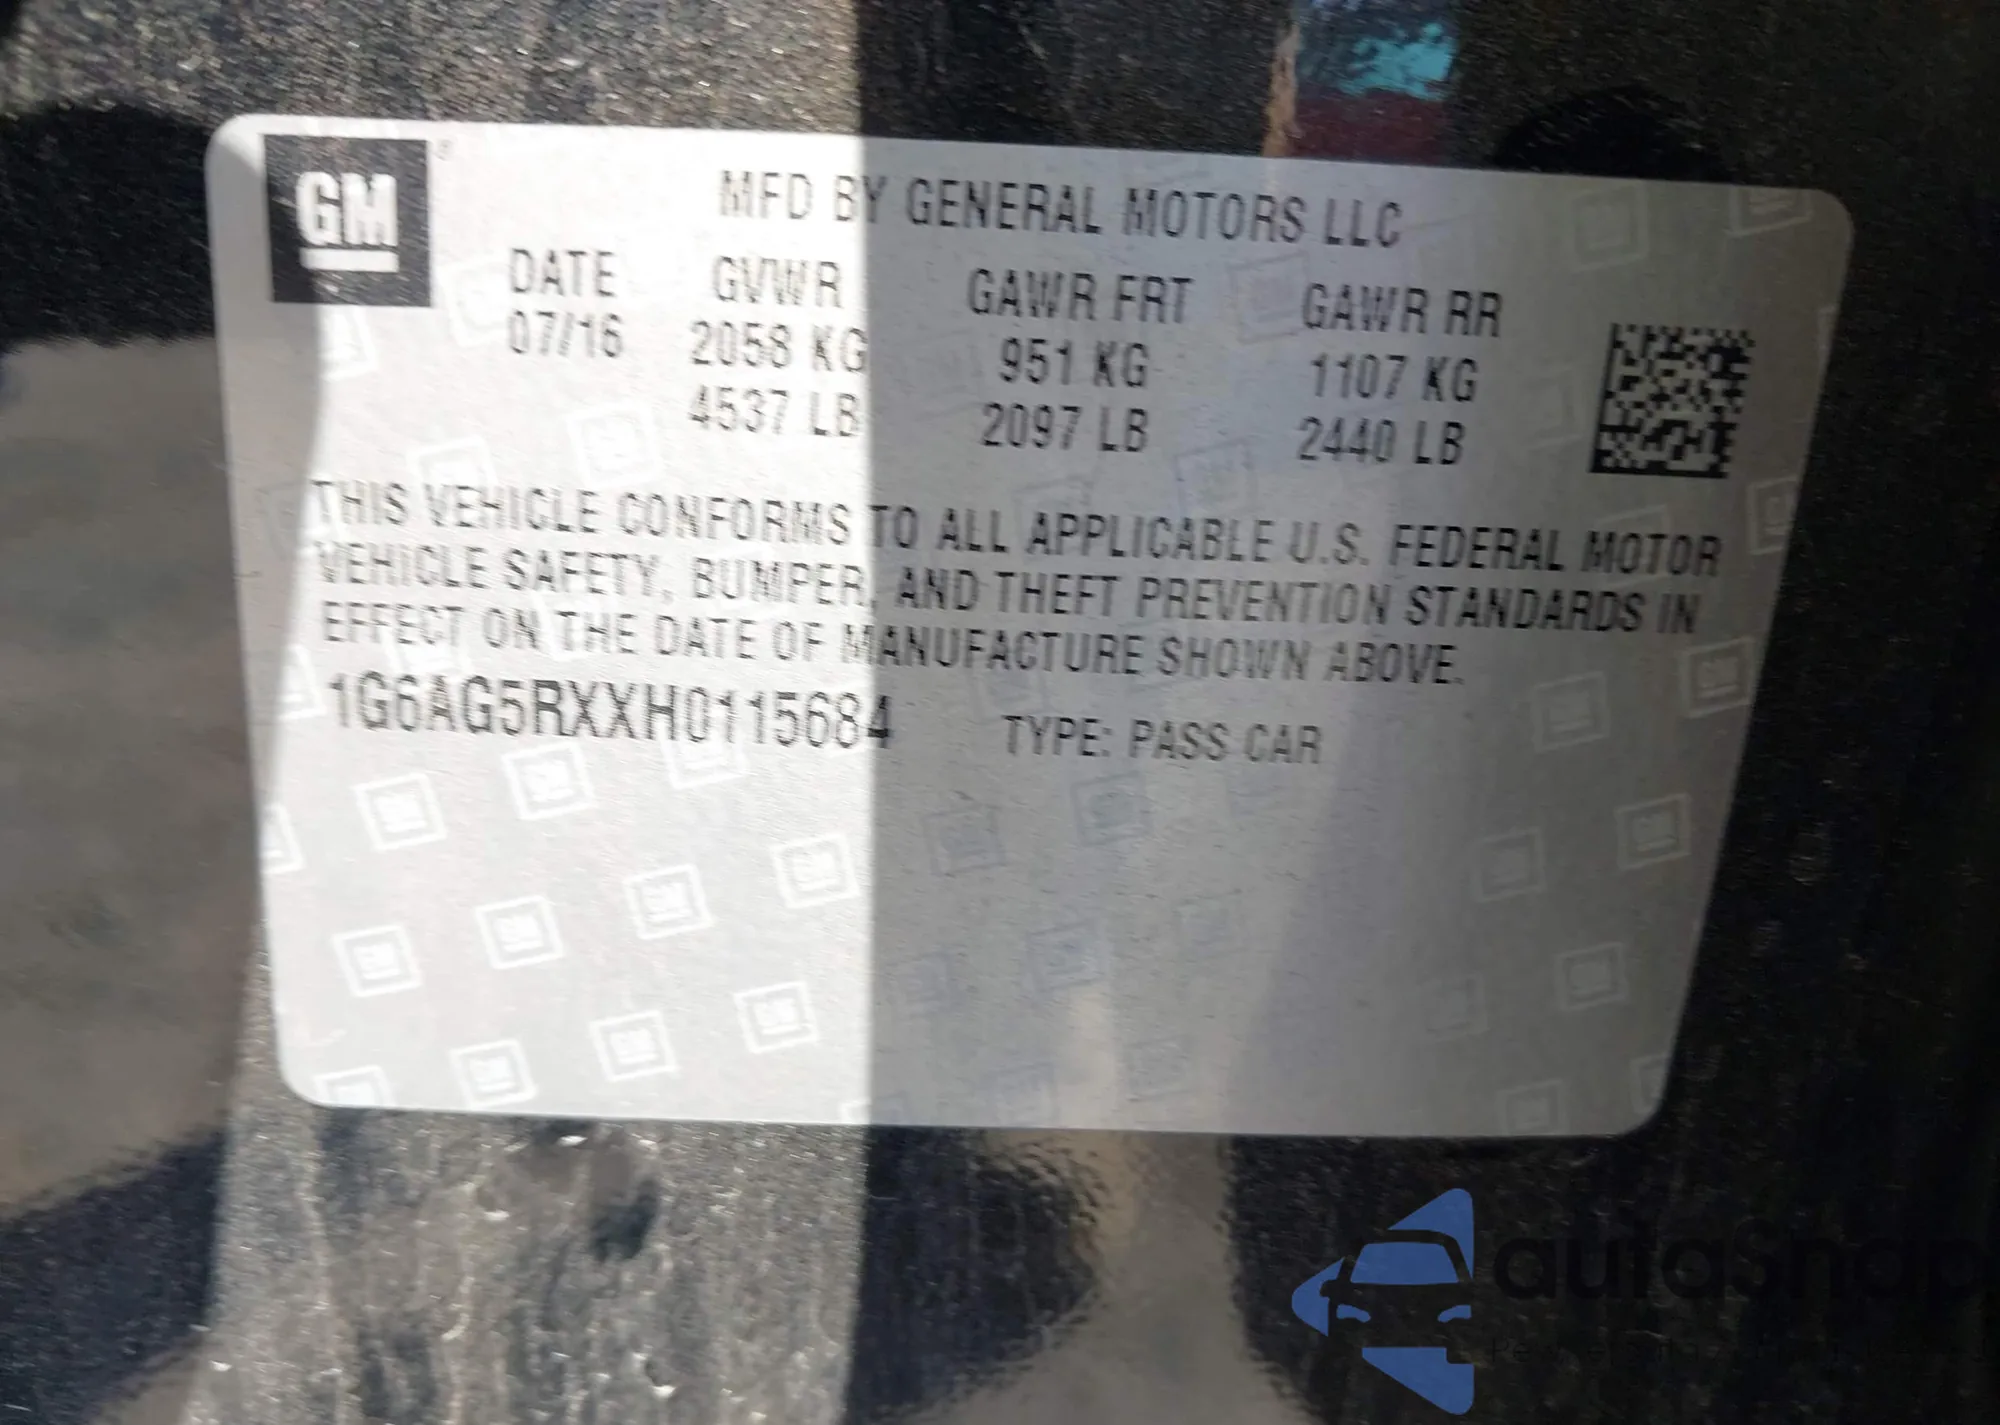 GM
MFD BY GENERAL MOTORS LLC
DATE GVWR GAWR FRT GAWR RR
07/16 2058 KG 951 KG 1107 KG
4537 LB 2097 LB 2440 LB
THIS VEHICLE CONFORMS TO ALL APPLICABLE U.S. FEDERAL MOTOR
VEHICLE SAFETY, BUMPER, AND THEFT PREVENTION STANDARDS IN
EFFECT ON THE DATE OF MANUFACTURE SHOWN ABOVE.
1G6AG5RXXH0115684 TYPE: PASS CAR